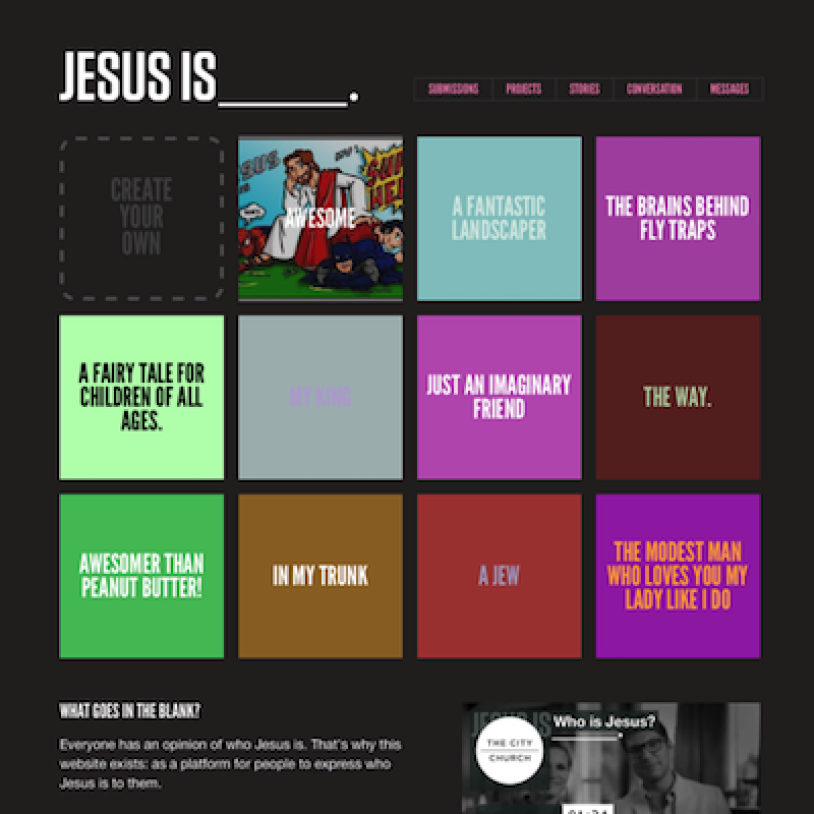 JESUS IS_____.
SUBMISSIONS PROJECTS STORIES CONVERSATION MESSAGES
CREATE
YOUR
OWN
AWESOME
A FANTASTIC
LANDSCAPER
THE BRAINS BEHIND
FLY TRAPS
A FAIRY TALE FOR
CHILDREN OF ALL
AGES.
MY KING
JUST AN IMAGINARY
FRIEND
THE WAY.
AWESOMER THAN
PEANUT BUTTER!
IN MY TRUNK
A JEW
THE MODEST MAN
WHO LOVES YOU MY
LADY LIKE I DO
WHAT GOES IN THE BLANK?
Everyone has an opinion of who Jesus is. That's why this
website exists: as a platform for people to express who
Jesus is to them.
JESUS IS
Who is Jesus?
THE CITY
CHURCH